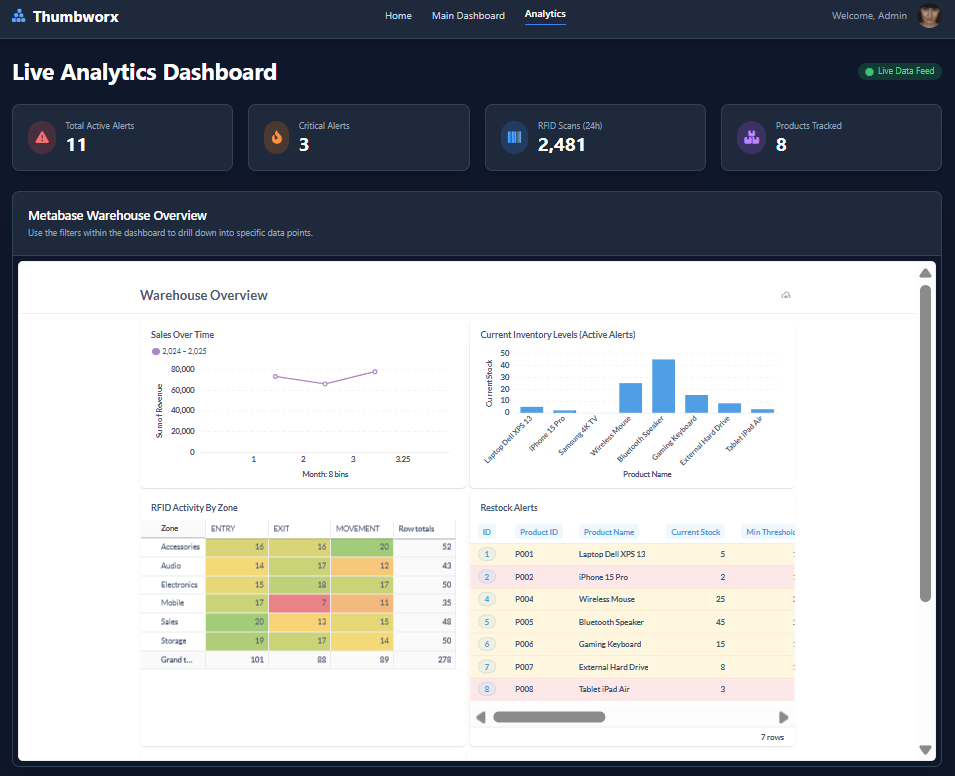 Thumbworx
Home Main Dashboard Analytics
Welcome, Admin
Live Analytics Dashboard
Live Data Feed
Total Active Alerts
11
Critical Alerts
3
RFID Scans (24h)
2,481
Products Tracked
8
Metabase Warehouse Overview
Use the filters within the dashboard to drill down into specific data points.
Warehouse Overview
Sales Over Time
2,024 – 2,025
Sum of Revenue
80,000
60,000
40,000
20,000
0
1 2 3 3.25
Month: 8 bins
Current Inventory Levels (Active Alerts)
Current Stock
50
40
30
20
10
0
Laptop Dell XPS 13
iPhone 15 Pro
Samsung 4K TV
Wireless Mouse
Bluetooth Speaker
Gaming Keyboard
External Hard Drive
Tablet iPad Air
Product Name
RFID Activity By Zone
Zone ENTRY EXIT MOVEMENT Row totals
Accessories 16 16 20 52
Audio 14 17 12 43
Electronics 15 18 17 50
Mobile 17 7 11 35
Sales 20 13 15 48
Storage 19 17 14 50
Grand t... 101 88 89 278
Restock Alerts
ID Product ID Product Name Current Stock Min Threshold
1 P001 Laptop Dell XPS 13 5
2 P002 iPhone 15 Pro 2
4 P004 Wireless Mouse 25
5 P005 Bluetooth Speaker 45
6 P006 Gaming Keyboard 15
7 P007 External Hard Drive 8
8 P008 Tablet iPad Air 3
7 rows